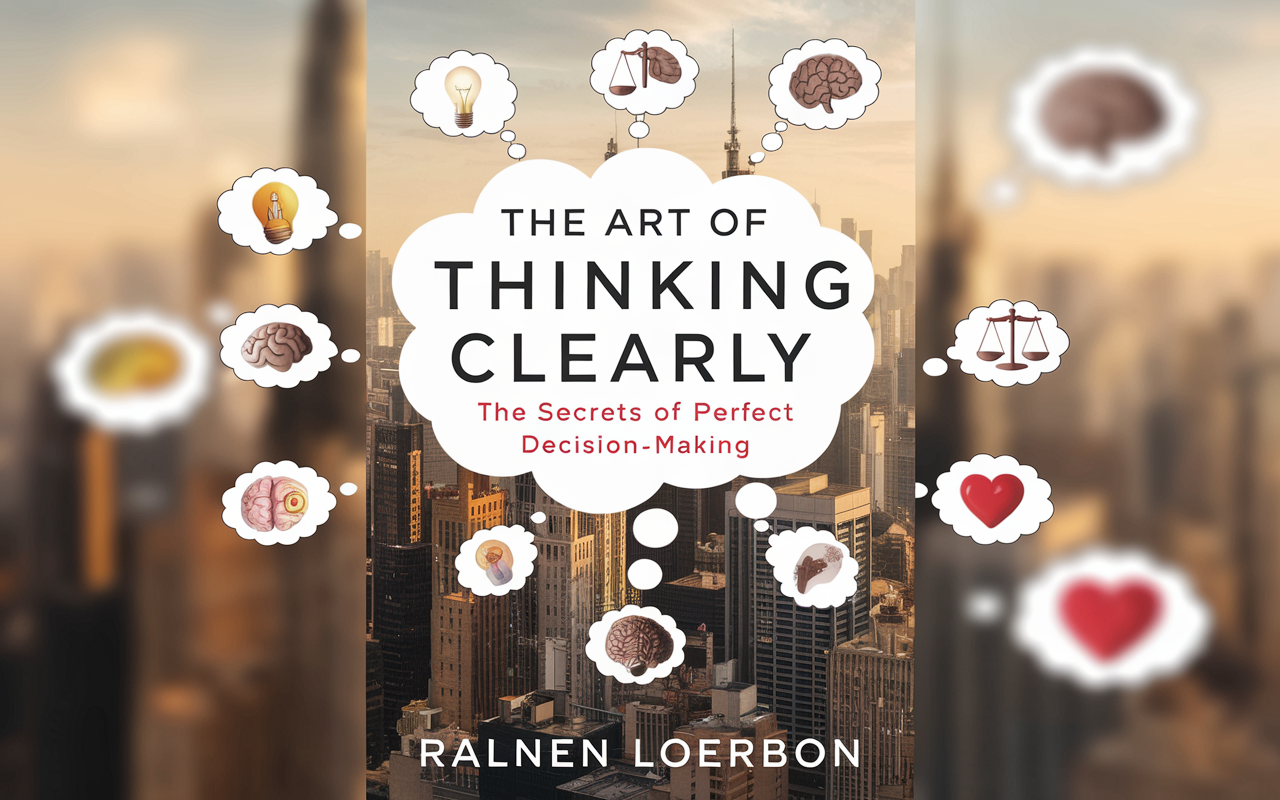 THE ART OF
THINKING
CLEARLY
The Secrets of Perfect
Decision-Making
RALNEN LOERBON